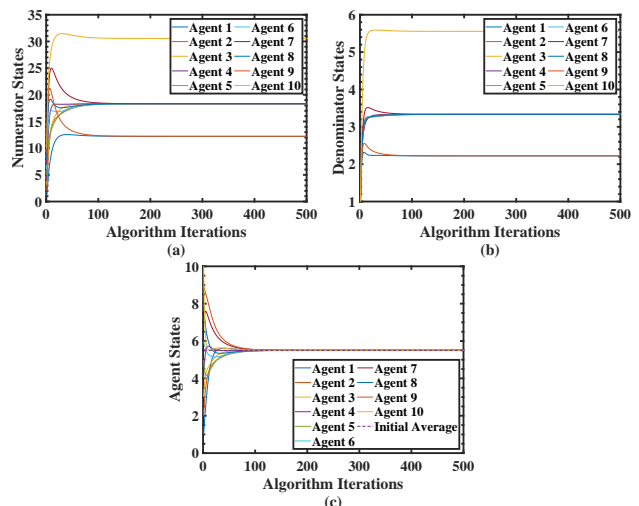 35
30
25
20
15
10
5
0
Numerator States
Agent 1 Agent 6
Agent 2 Agent 7
Agent 3 Agent 8
Agent 4 Agent 9
Agent 5 Agent 10
0 100 200 300 400 500
Algorithm Iterations
(a)
6
5
4
3
2
1
Denominator States
Agent 1 Agent 6
Agent 2 Agent 7
Agent 3 Agent 8
Agent 4 Agent 9
Agent 5 Agent 10
0 100 200 300 400 500
Algorithm Iterations
(b)
10
8
6
4
2
0
Agent States
Agent 1 Agent 7
Agent 2 Agent 8
Agent 3 Agent 9
Agent 4 Agent 10
Agent 5 Initial Average
Agent 6
0 100 200 300 400 500
Algorithm Iterations
(c)